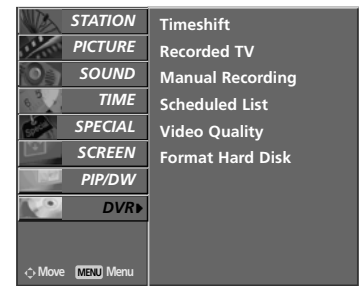 STATION
PICTURE
SOUND
TIME
SPECIAL
SCREEN
PIP/DW
DVR
Move MENU Menu
Timeshift
Recorded TV
Manual Recording
Scheduled List
Video Quality
Format Hard Disk